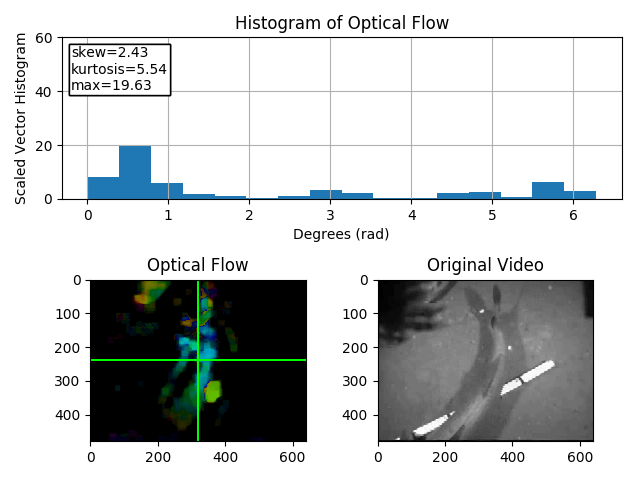 Histogram of Optical Flow
skew=2.43
kurtosis=5.54
max=19.63
Scaled Vector Histogram
60
40
20
0
0 1 2 3 4 5 6
Degrees (rad)
Optical Flow
0
100
200
300
400
0 200 400 600
Original Video
0
100
200
300
400
0 200 400 600